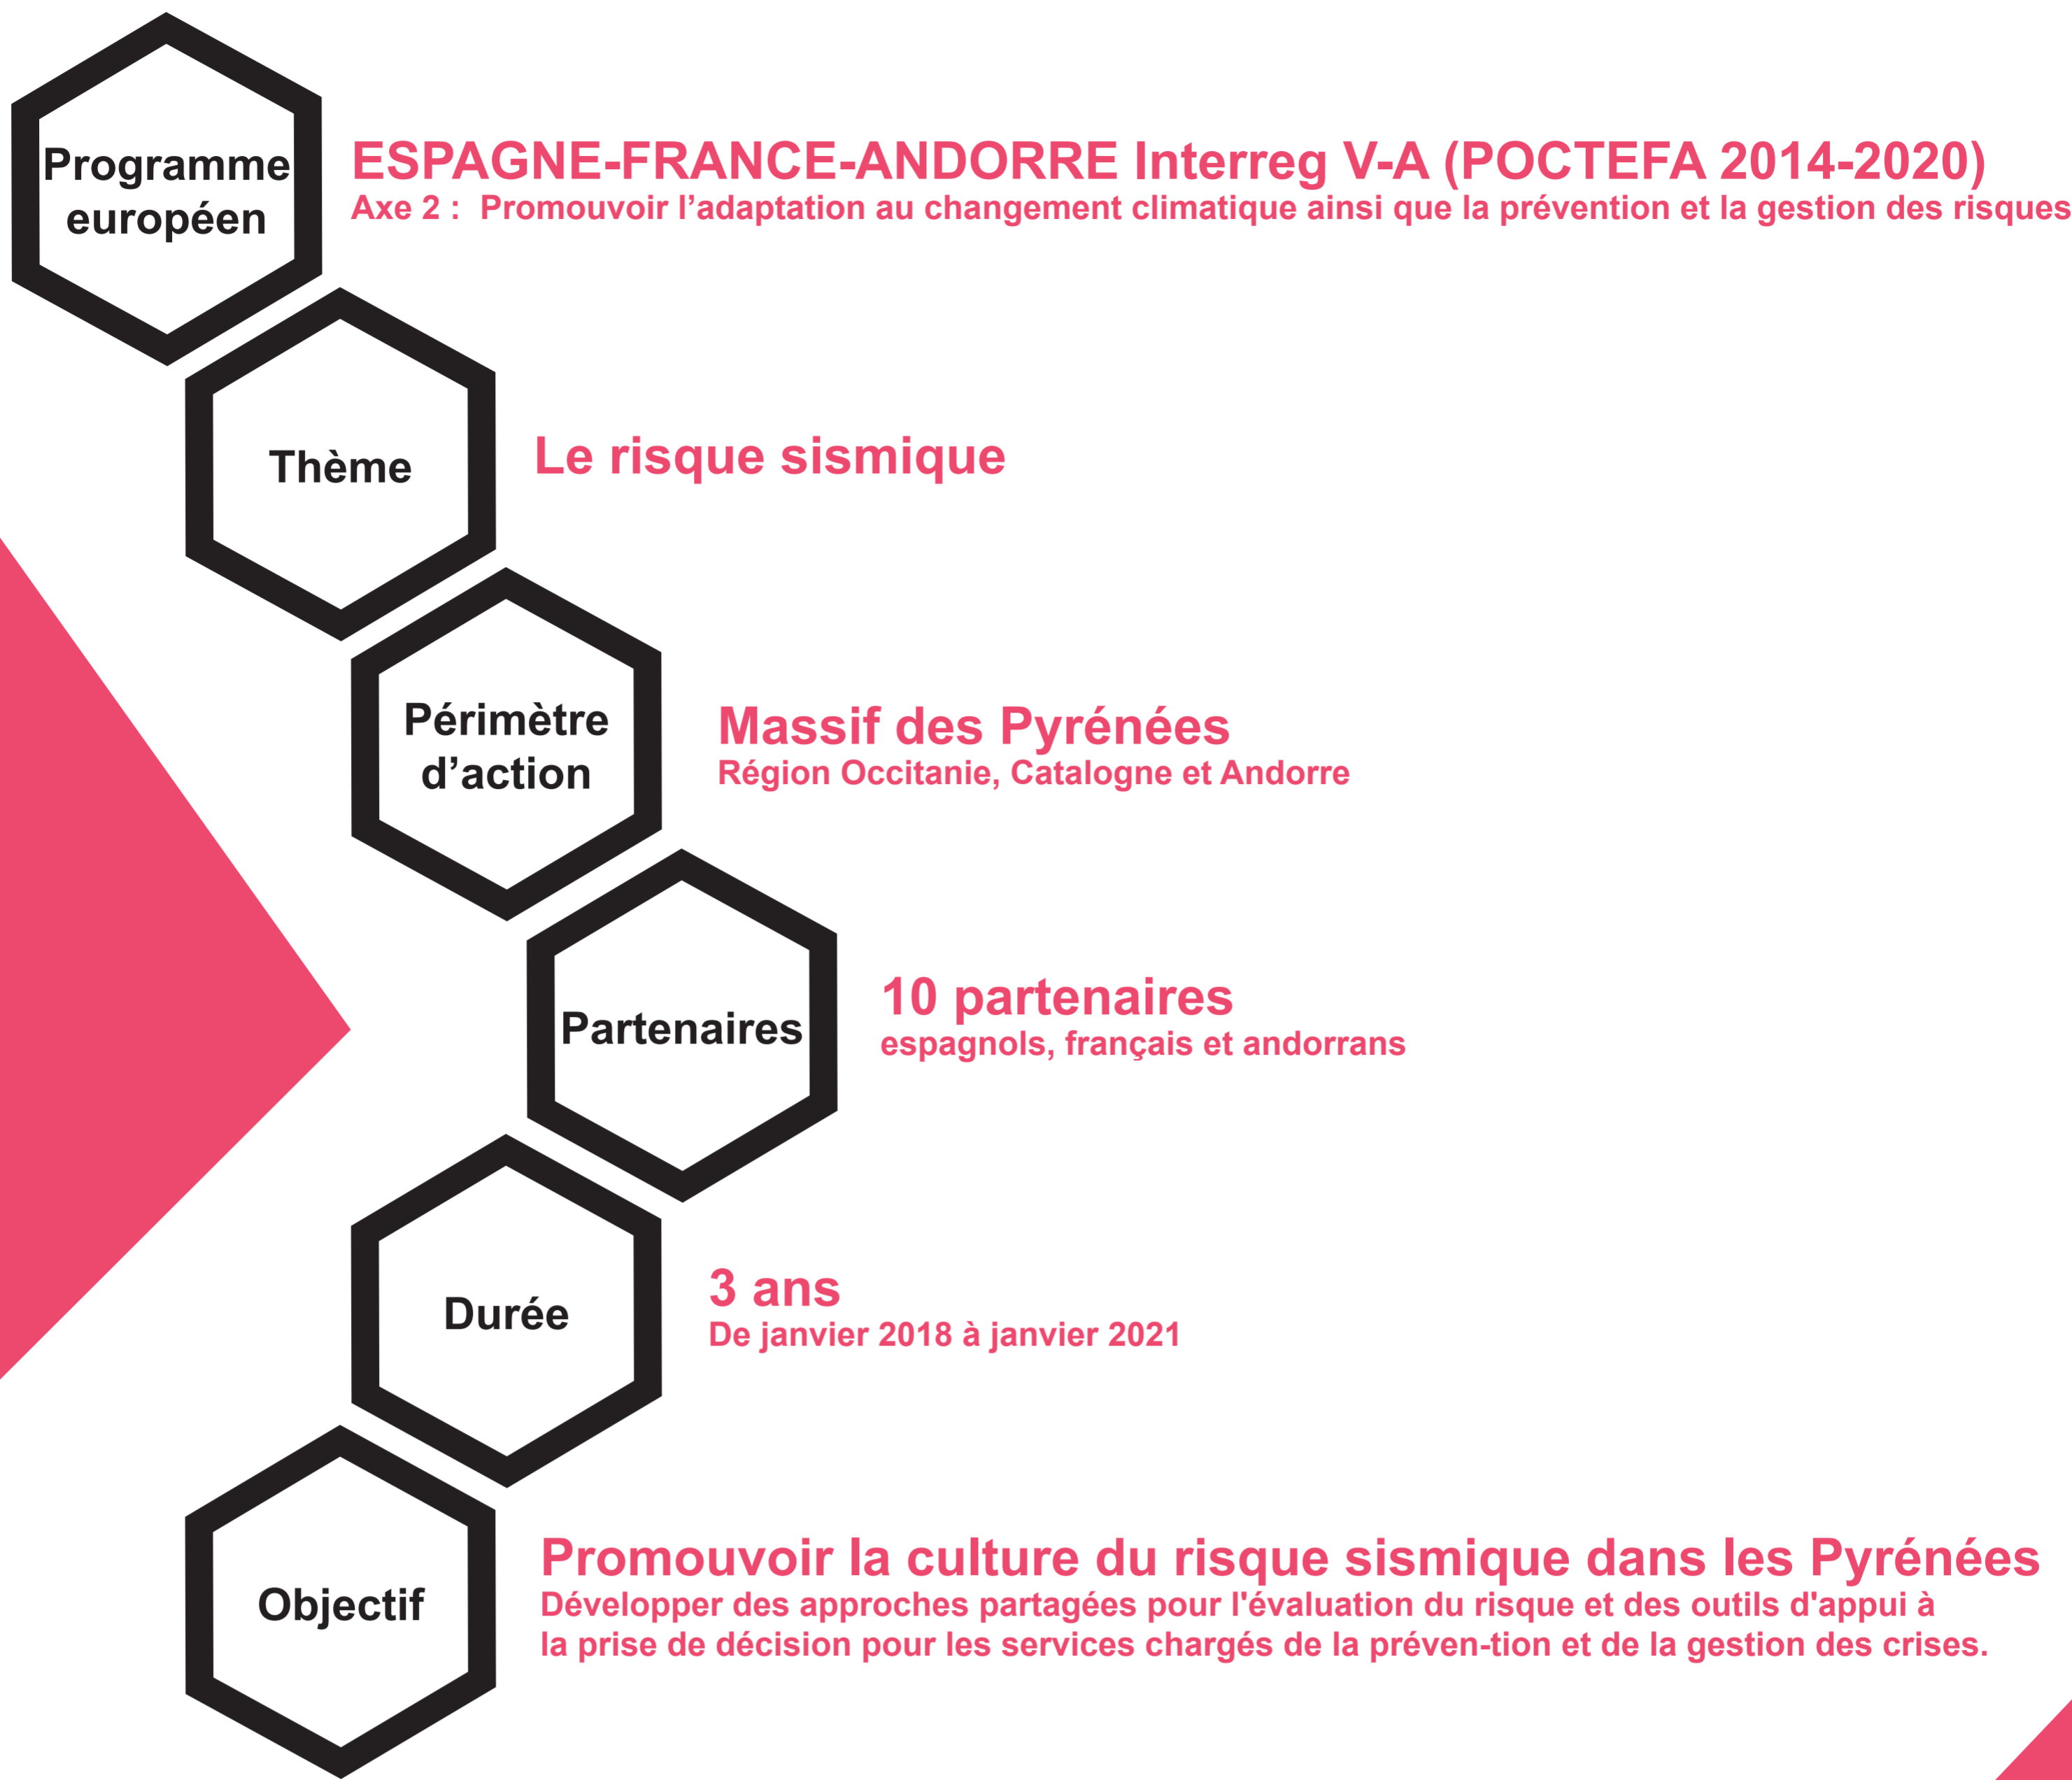 Programme
européen
ESPAGNE-FRANCE-ANDORRE Interreg V-A (POCTEFA 2014-2020)
Axe 2 : Promouvoir l’adaptation au changement climatique ainsi que la prévention et la gestion des risques
Thème
Le risque sismique
Périmètre
d’action
Massif des Pyrénées
Région Occitanie, Catalogne et Andorre
Partenaires
10 partenaires
espagnols, français et andorrans
Durée
3 ans
De janvier 2018 à janvier 2021
Objectif
Promouvoir la culture du risque sismique dans les Pyrénées
Développer des approches partagées pour l'évaluation du risque et des outils d'appui à
la prise de décision pour les services chargés de la préven-tion et de la gestion des crises.